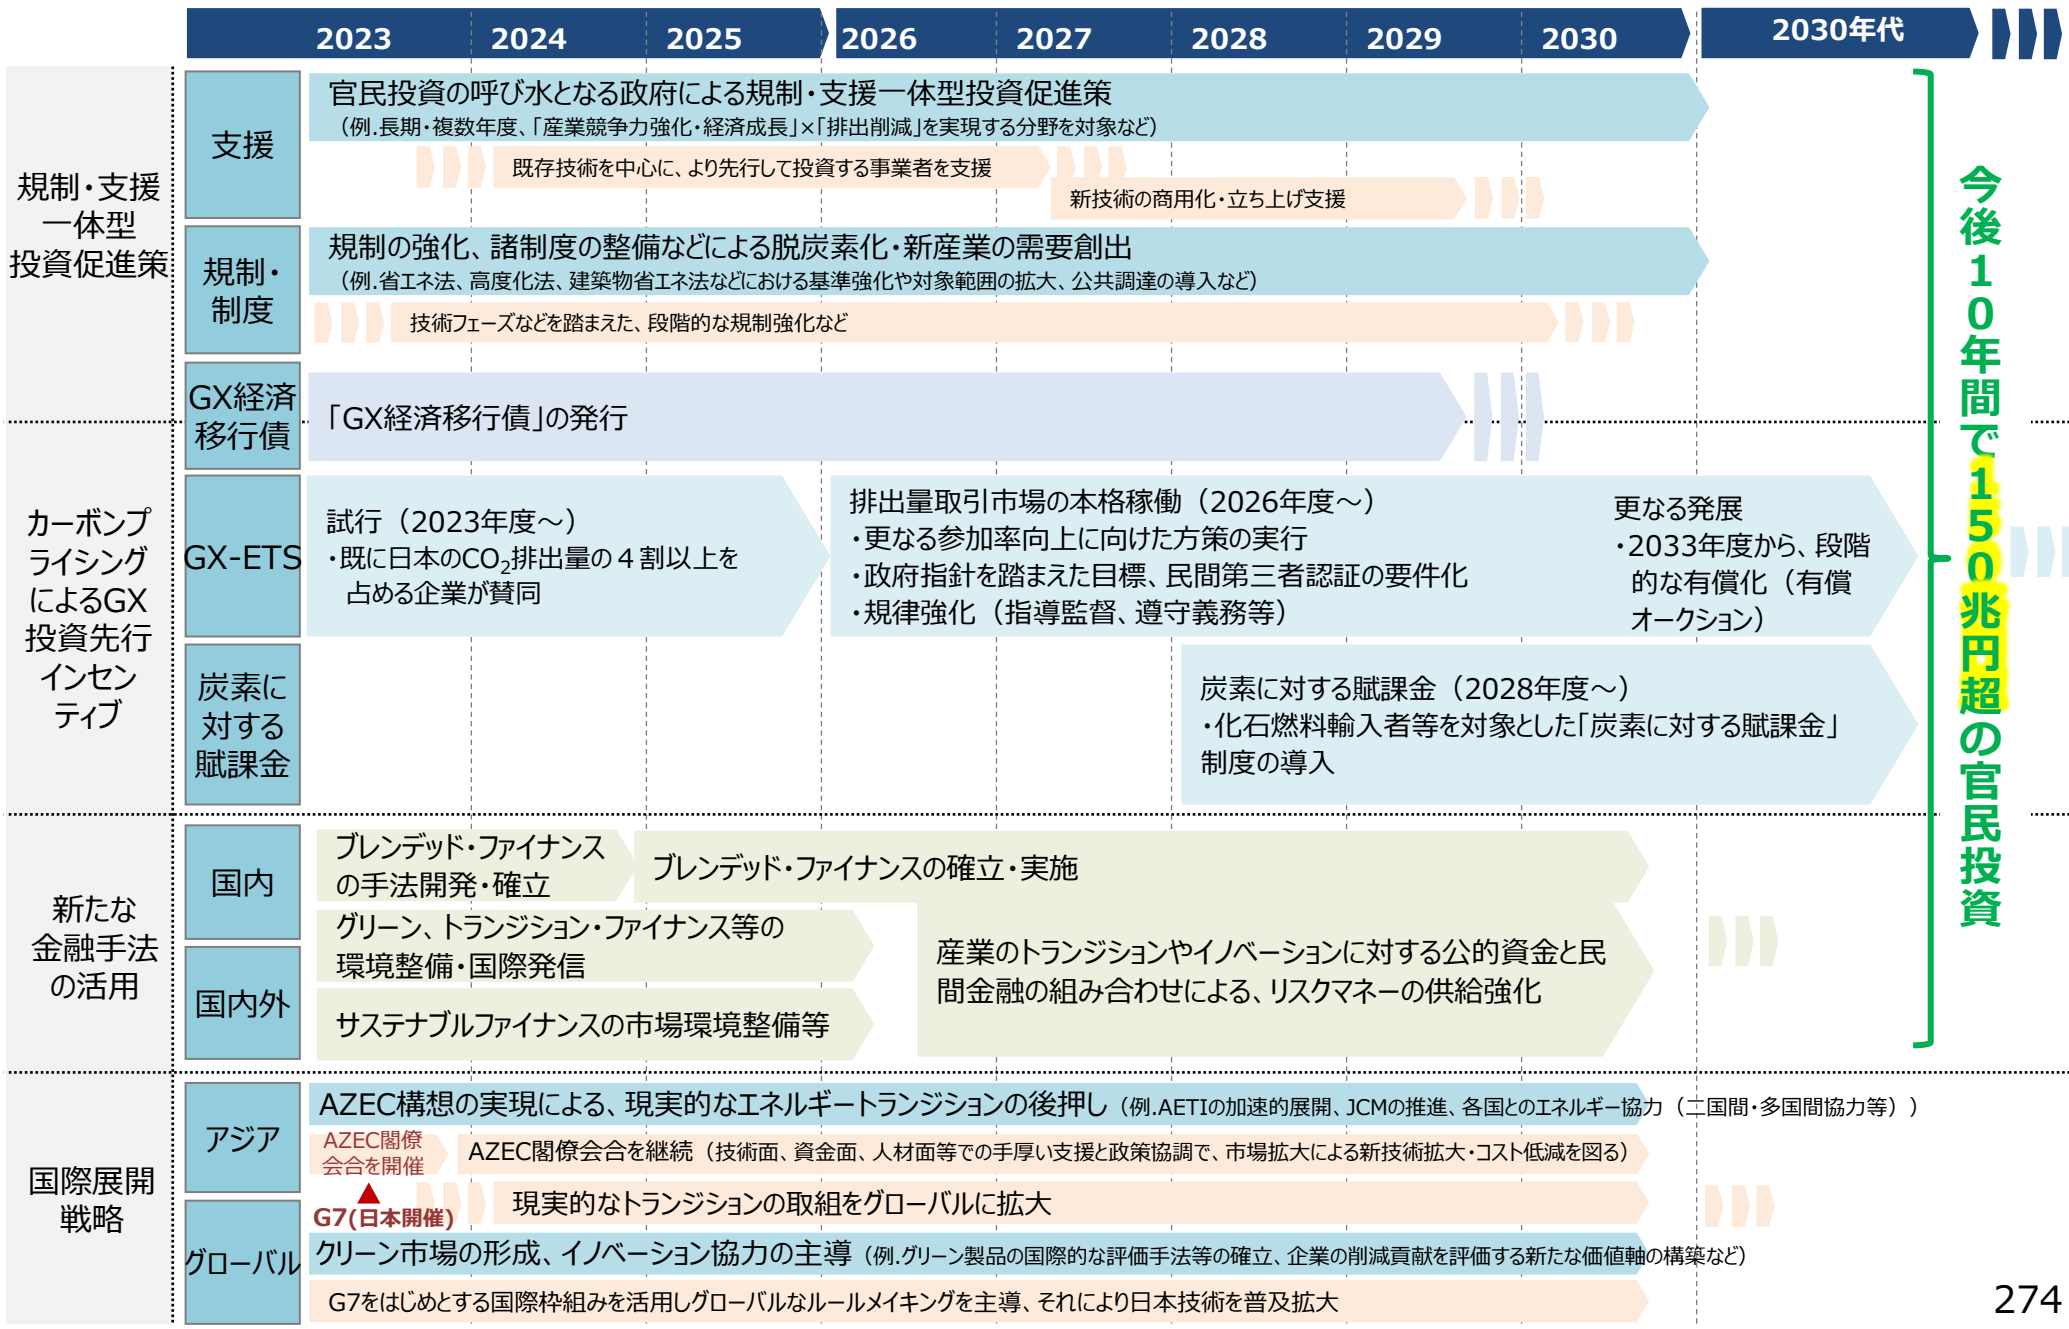 2023
2024
2025
2026
2027
2028
2029
2030
2030年代
規制・支援
一体型
投資促進策
支援
官民投資の呼び水となる政府による規制・支援一体型投資促進策
（例.長期・複数年度、「産業競争力強化・経済成長」×「排出削減」を実現する分野を対象など）
既存技術を中心に、より先行して投資する事業者を支援
新技術の商用化・立ち上げ支援
規制・
制度
規制の強化、諸制度の整備などによる脱炭素化・新産業の需要創出
（例.省エネ法、高度化法、建築物省エネ法などにおける基準強化や対象範囲の拡大、公共調達の導入など）
技術フェーズなどを踏まえた、段階的な規制強化など
GX経済
移行債
「GX経済移行債」の発行
カーボンプ
ライシング
によるGX
投資先行
インセン
ティブ
GX-ETS
試行（2023年度～）
・既に日本のCO2排出量の４割以上を
占める企業が賛同
排出量取引市場の本格稼働（2026年度～）
・更なる参加率向上に向けた方策の実行
・政府指針を踏まえた目標、民間第三者認証の要件化
・規律強化（指導監督、遵守義務等）
更なる発展
・2033年度から、段階
的な有償化（有償
オークション）
炭素に
対する
賦課金
炭素に対する賦課金（2028年度～）
・化石燃料輸入者等を対象とした「炭素に対する賦課金」
制度の導入
新たな
金融手法
の活用
国内
ブレンデッド・ファイナンス
の手法開発・確立
ブレンデッド・ファイナンスの確立・実施
国内外
グリーン、トランジション・ファイナンス等の
環境整備・国際発信
サステナブルファイナンスの市場環境整備等
産業のトランジションやイノベーションに対する公的資金と民
間金融の組み合わせによる、リスクマネーの供給強化
今後10年間で150兆円超の官民投資
国際展開
戦略
アジア
AZEC構想の実現による、現実的なエネルギートランジションの後押し（例.AETIの加速的展開、JCMの推進、各国とのエネルギー協力（二国間・多国間協力等））
AZEC閣僚
会合を開催
AZEC閣僚会合を継続（技術面、資金面、人材面等での手厚い支援と政策協調で、市場拡大による新技術拡大・コスト低減を図る）
G7(日本開催)
現実的なトランジションの取組をグローバルに拡大
グローバル
クリーン市場の形成、イノベーション協力の主導（例.グリーン製品の国際的な評価手法等の確立、企業の削減貢献を評価する新たな価値軸の構築など）
G7をはじめとする国際枠組みを活用しグローバルなルールメイキングを主導、それにより日本技術を普及拡大
274